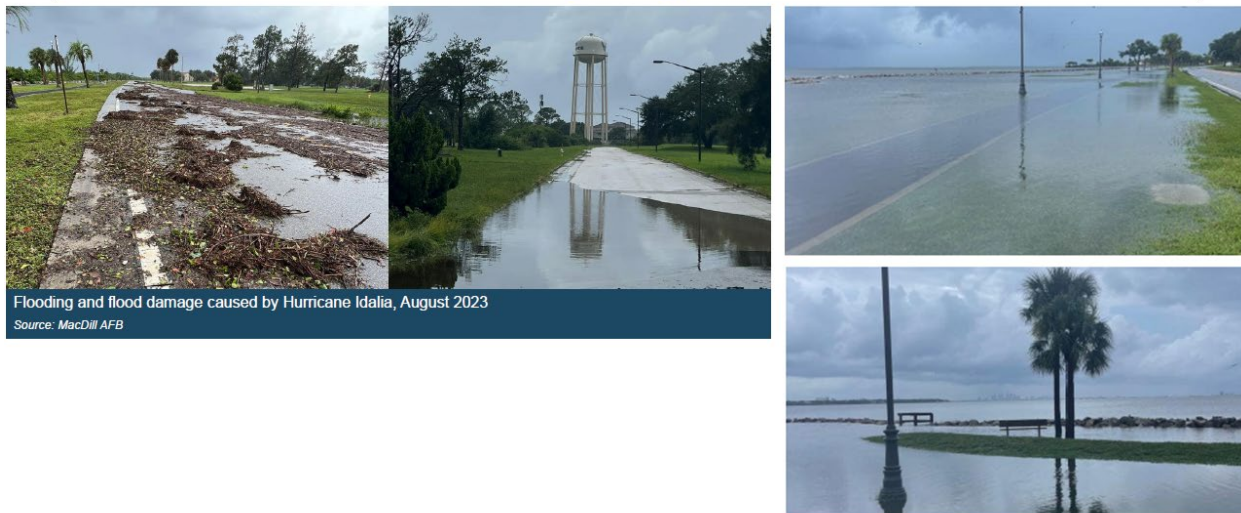 Flooding and flood damage caused by Hurricane Idalia, August 2023
Source: MacDill AFB